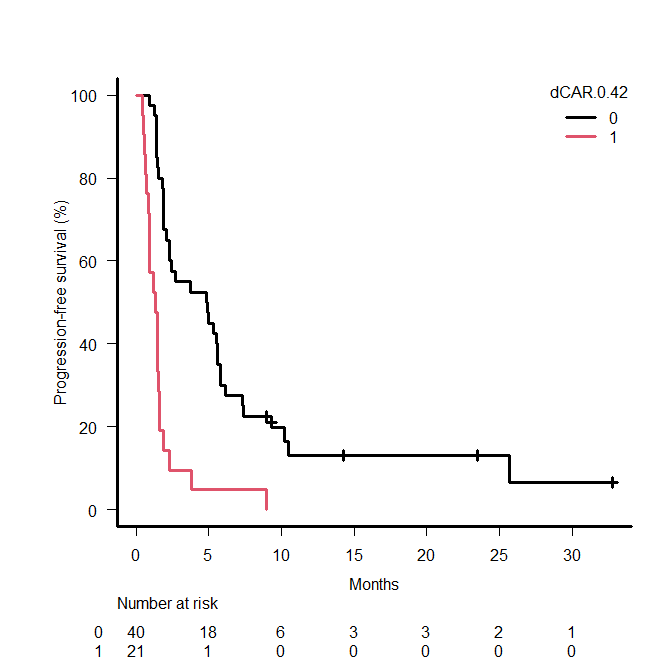 dCAR.0.42
0
1
Progression-free survival (%)
100
80
60
40
20
0
0 5 10 15 20 25 30
Months
Number at risk
0 40 18 6 3 3 2 1
1 21 1 0 0 0 0 0